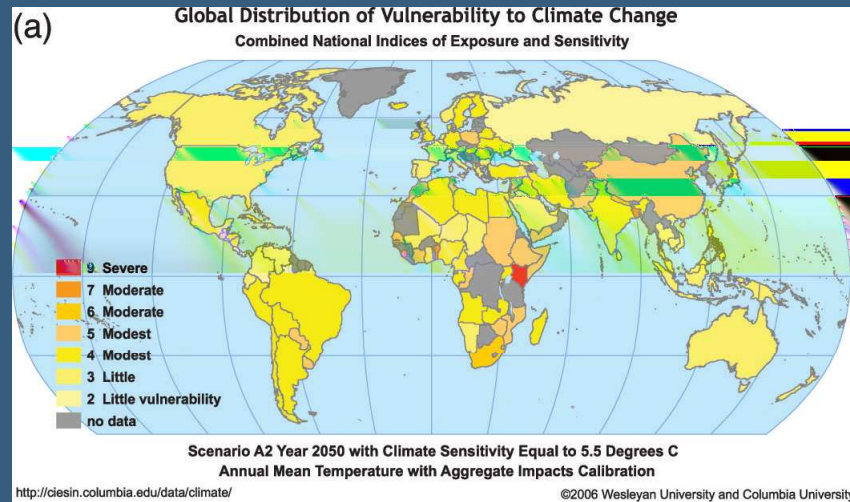 (a)
Global Distribution of Vulnerability to Climate Change
Combined National Indices of Exposure and Sensitivity
9 Severe
7 Moderate
6 Moderate
5 Modest
4 Modest
3 Little
2 Little vulnerability
no data
Scenario A2 Year 2050 with Climate Sensitivity Equal to 5.5 Degrees C
Annual Mean Temperature with Aggregate Impacts Calibration
http://ciesin.columbia.edu/data/climate/
©2006 Wesleyan University and Columbia University